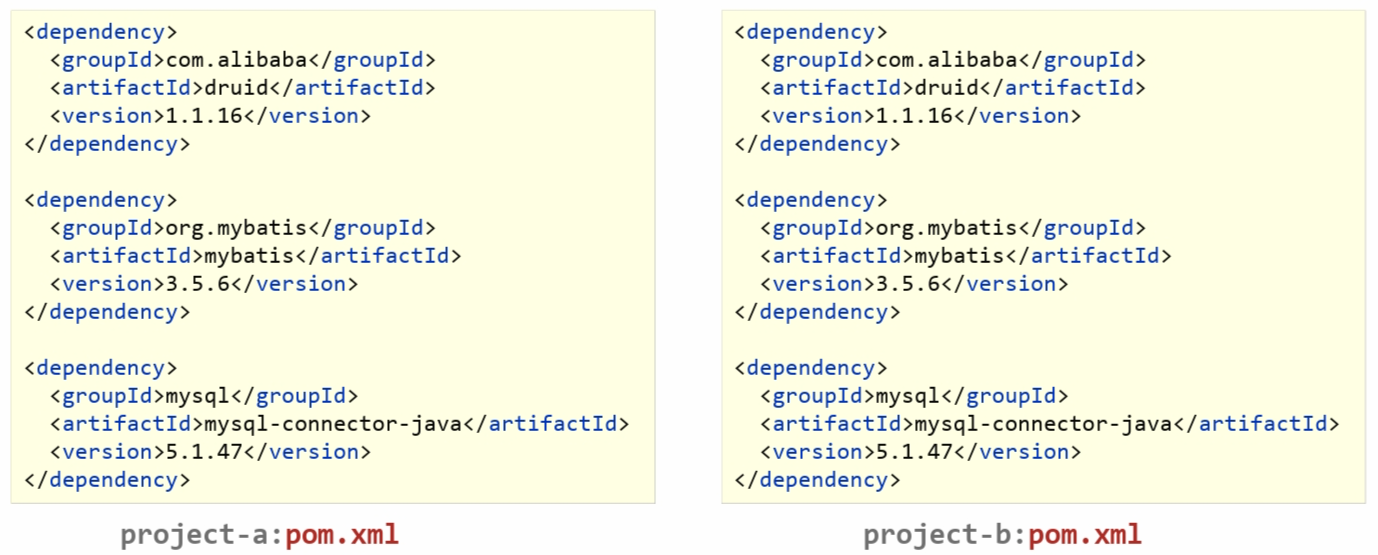 <dependency>
  <groupId>com.alibaba</groupId>
  <artifactId>druid</artifactId>
  <version>1.1.16</version>
</dependency>

<dependency>
  <groupId>org.mybatis</groupId>
  <artifactId>mybatis</artifactId>
  <version>3.5.6</version>
</dependency>

<dependency>
  <groupId>mysql</groupId>
  <artifactId>mysql-connector-java</artifactId>
  <version>5.1.47</version>
</dependency>
project-a:pom.xml
<dependency>
  <groupId>com.alibaba</groupId>
  <artifactId>druid</artifactId>
  <version>1.1.16</version>
</dependency>

<dependency>
  <groupId>org.mybatis</groupId>
  <artifactId>mybatis</artifactId>
  <version>3.5.6</version>
</dependency>

<dependency>
  <groupId>mysql</groupId>
  <artifactId>mysql-connector-java</artifactId>
  <version>5.1.47</version>
</dependency>
project-b:pom.xml